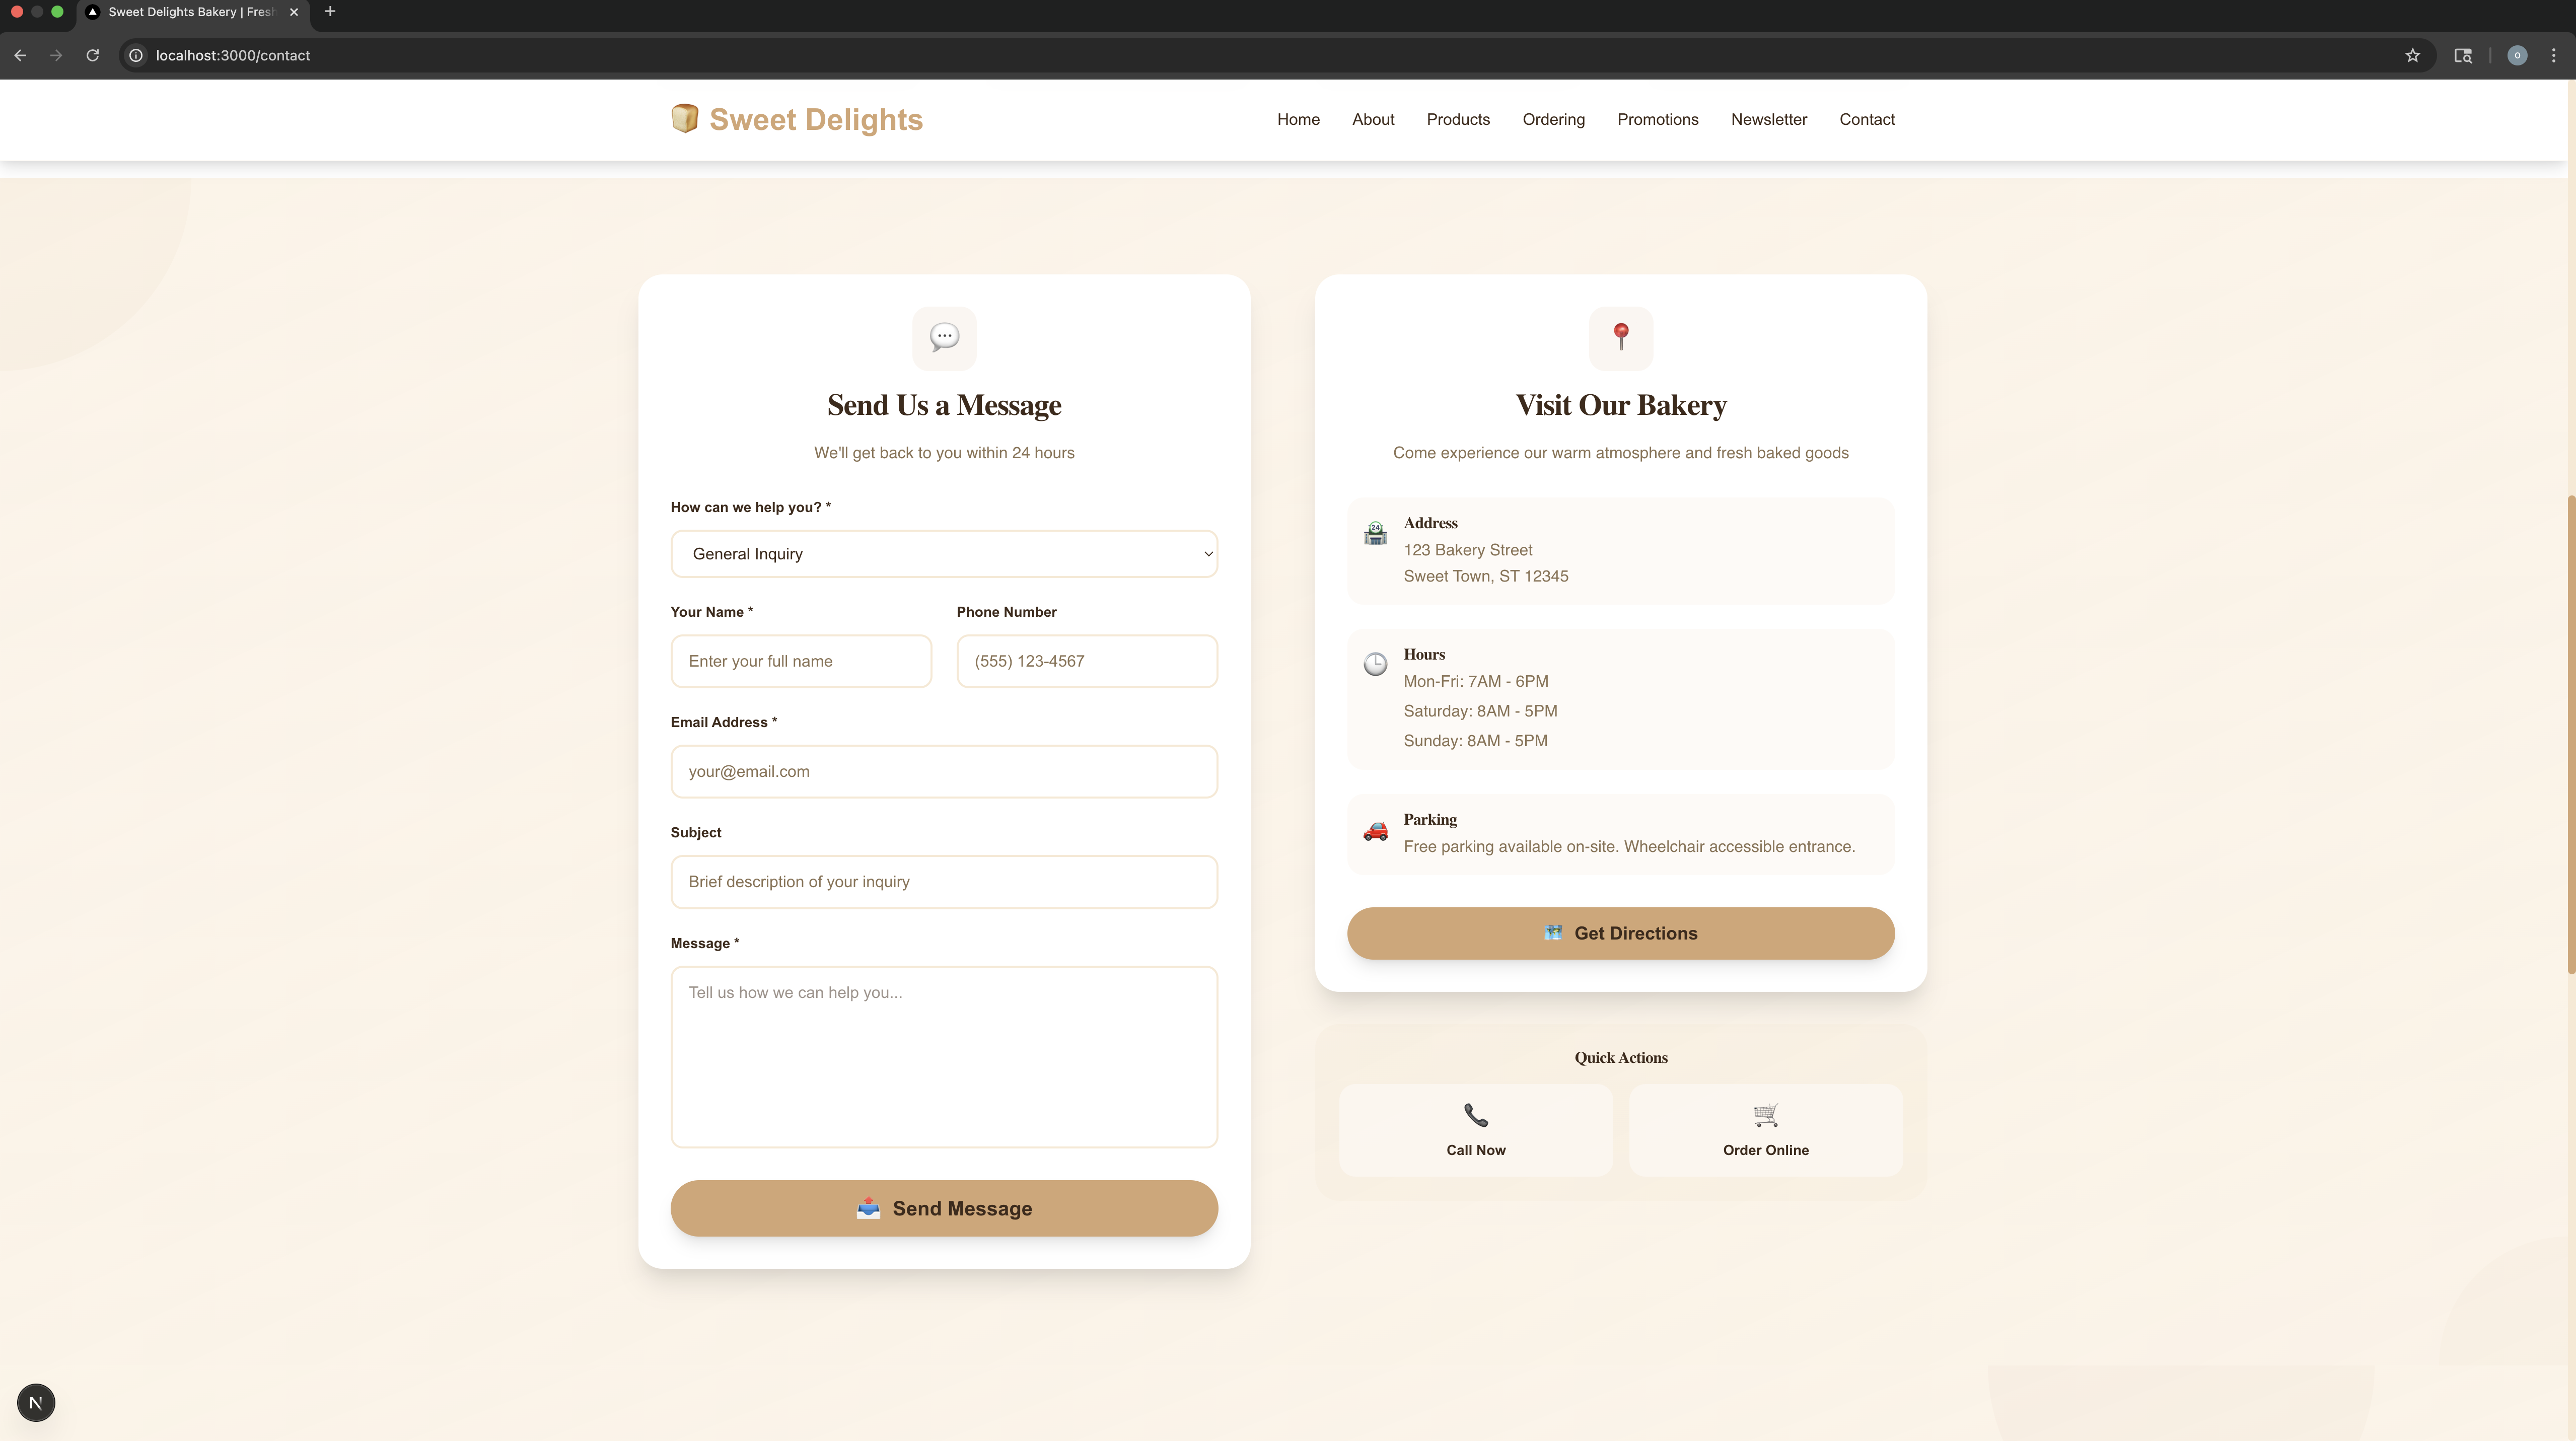 Sweet Delights Bakery | Fresh
localhost:3000/contact
Sweet Delights
Home About Products Ordering Promotions Newsletter Contact
Send Us a Message
We'll get back to you within 24 hours
How can we help you? *
General Inquiry
Your Name *
Phone Number
Enter your full name
(555) 123-4567
Email Address *
your@email.com
Subject
Brief description of your inquiry
Message *
Tell us how we can help you...
Send Message
Visit Our Bakery
Come experience our warm atmosphere and fresh baked goods
24
Address
123 Bakery Street
Sweet Town, ST 12345
Hours
Mon-Fri: 7AM - 6PM
Saturday: 8AM - 5PM
Sunday: 8AM - 5PM
Parking
Free parking available on-site. Wheelchair accessible entrance.
Get Directions
Quick Actions
Call Now
Order Online
N